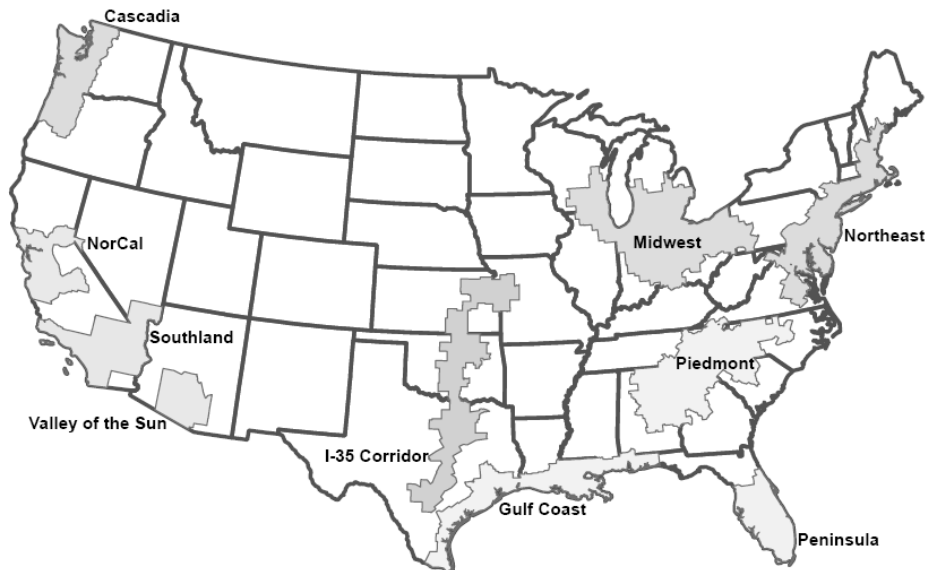 Cascadia
NorCal
Midwest
Northeast
Southland
Piedmont
Valley of the Sun
I-35 Corridor
Gulf Coast
Peninsula